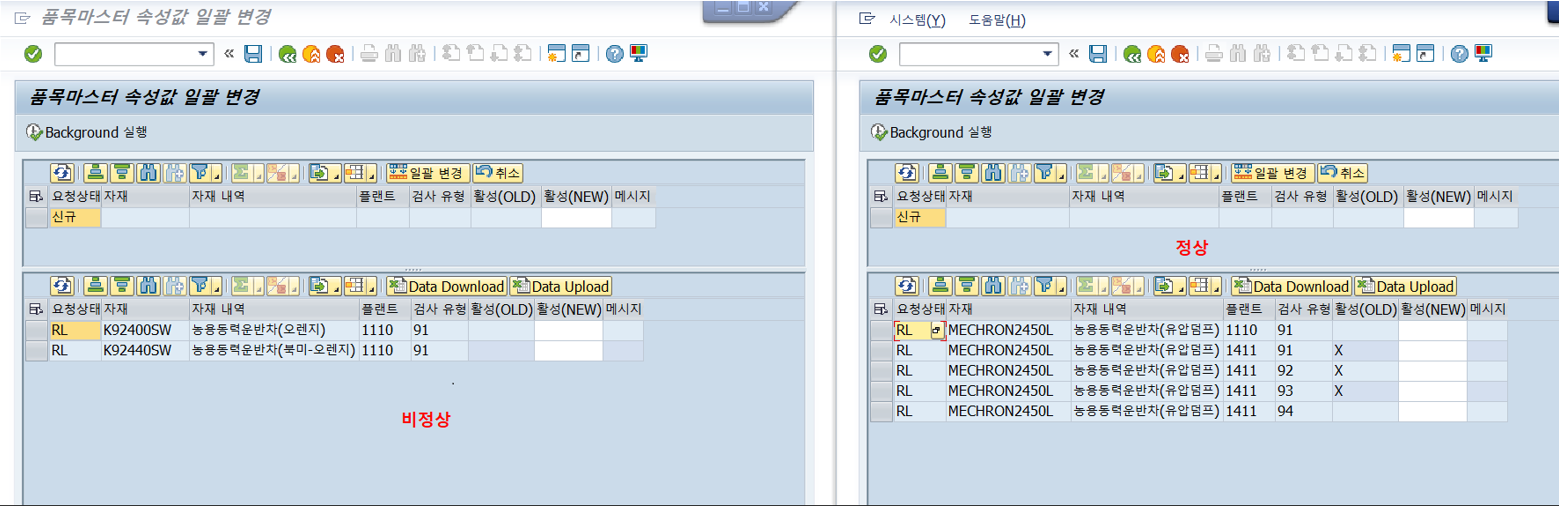 품목마스터 속성값 일괄 변경
품목마스터 속성값 일괄 변경
Background 실행
일괄 변경 취소
요청상태 자재 자재 내역 플랜트 검사 유형 활성(OLD) 활성(NEW) 메시지
신규
Data Download Data Upload
요청상태 자재 자재 내역 플랜트 검사 유형 활성(OLD) 활성(NEW) 메시지
RL K92400SW 농용동력운반차(오렌지) 1110 91
RL K92440SW 농용동력운반차(북미-오렌지) 1110 91
비정상
시스템(Y) 도움말(H)
품목마스터 속성값 일괄 변경
Background 실행
일괄 변경 취소
요청상태 자재 자재 내역 플랜트 검사 유형 활성(OLD) 활성(NEW) 메시지
신규
정상
Data Download Data Upload
요청상태 자재 자재 내역 플랜트 검사 유형 활성(OLD) 활성(NEW) 메시지
RL MECHRON2450L 농용동력운반차(유압덤프) 1110 91
RL MECHRON2450L 농용동력운반차(유압덤프) 1411 91 X
RL MECHRON2450L 농용동력운반차(유압덤프) 1411 92 X
RL MECHRON2450L 농용동력운반차(유압덤프) 1411 93 X
RL MECHRON2450L 농용동력운반차(유압덤프) 1411 94